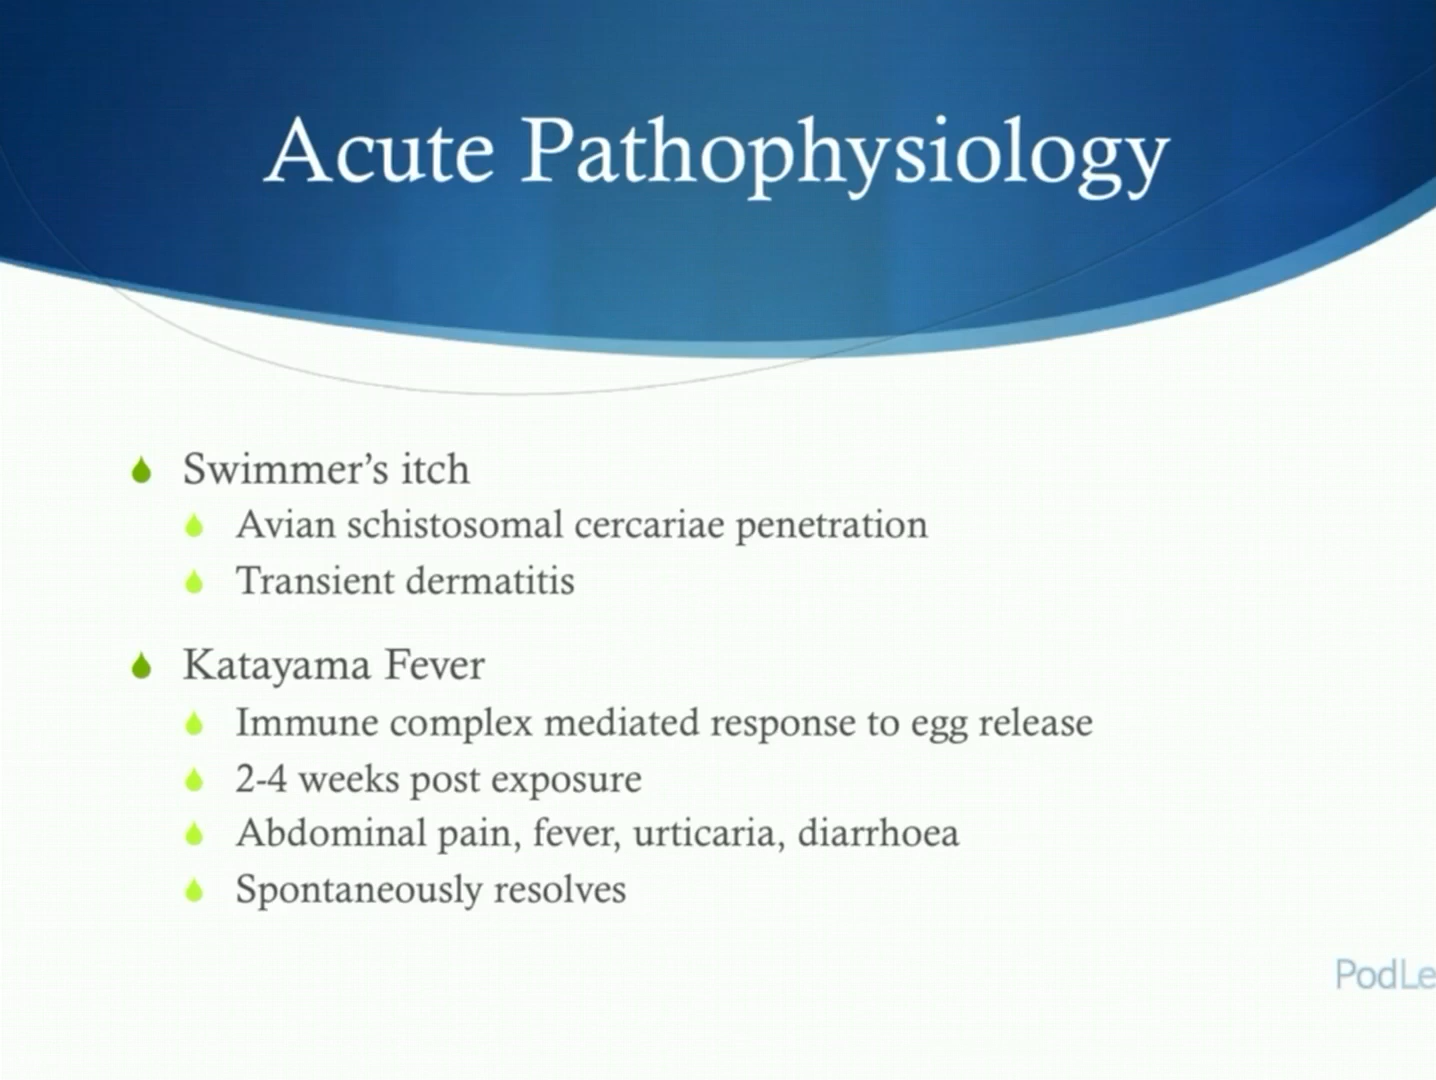 Acute Pathophysiology
Swimmer’s itch
Avian schistosomal cercariae penetration
Transient dermatitis
Katayama Fever
Immune complex mediated response to egg release
2-4 weeks post exposure
Abdominal pain, fever, urticaria, diarrhoea
Spontaneously resolves
PodLe